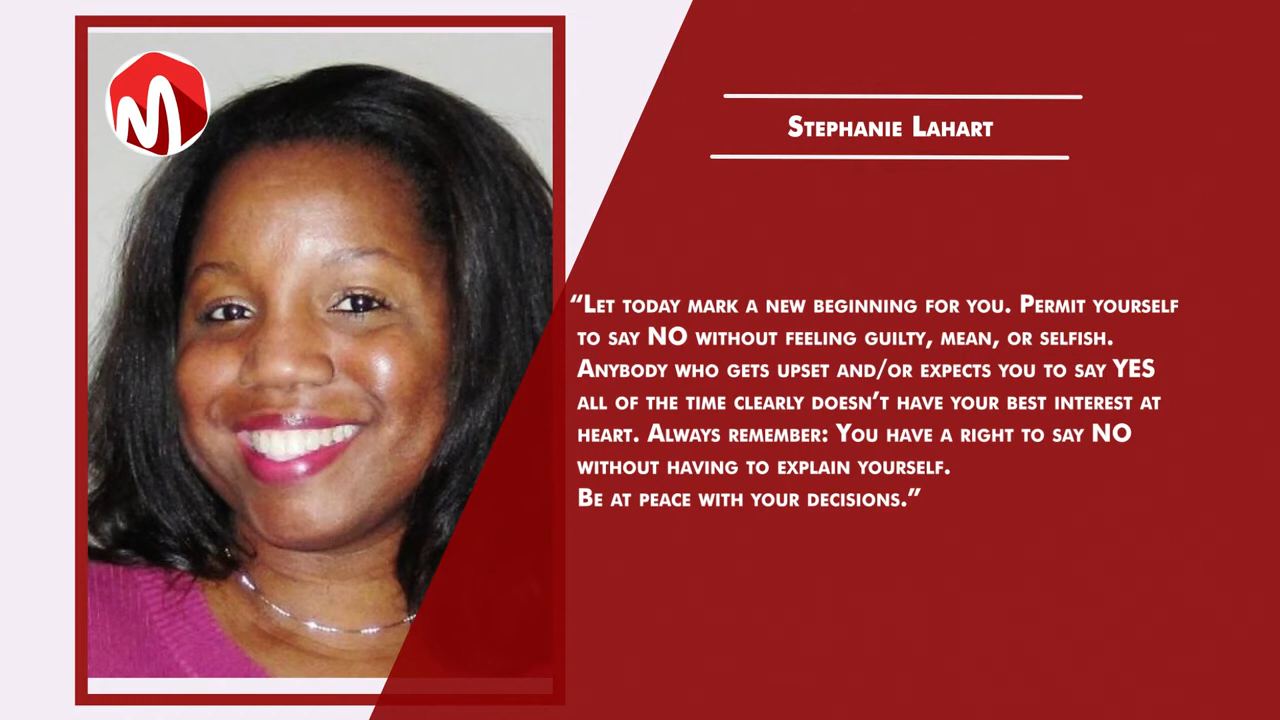 Stephanie Lahart
“Let today mark a new beginning for you. Permit yourself
to say NO without feeling guilty, mean, or selfish.
Anybody who gets upset and/or expects you to say YES
all of the time clearly doesn’t have your best interest at
heart. Always remember: You have a right to say NO
without having to explain yourself.
Be at peace with your decisions.”